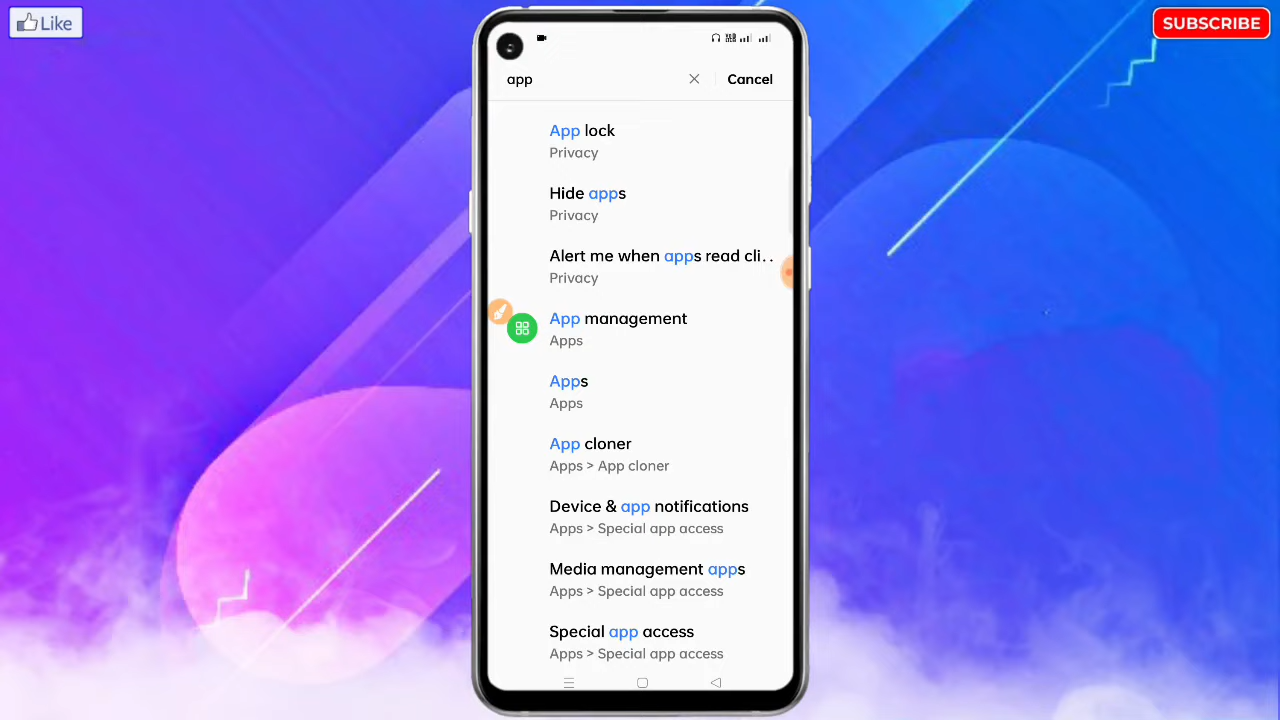 Like
SUBSCRIBE
app
Cancel
App lock
Privacy
Hide apps
Privacy
Alert me when apps read cli..
Privacy
App management
Apps
Apps
Apps
App cloner
Apps > App cloner
Device & app notifications
Apps > Special app access
Media management apps
Apps > Special app access
Special app access
Apps > Special app access